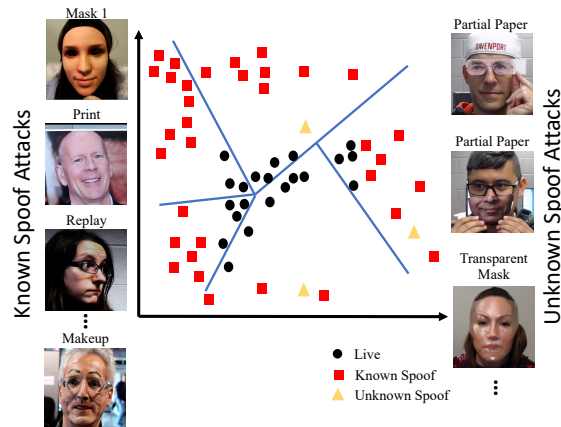 Mask 1
Print
Replay
Makeup
Known Spoof Attacks
Live
Known Spoof
Unknown Spoof
Partial Paper
DAVENPORT
Partial Paper
Transparent
Mask
Unknown Spoof Attacks